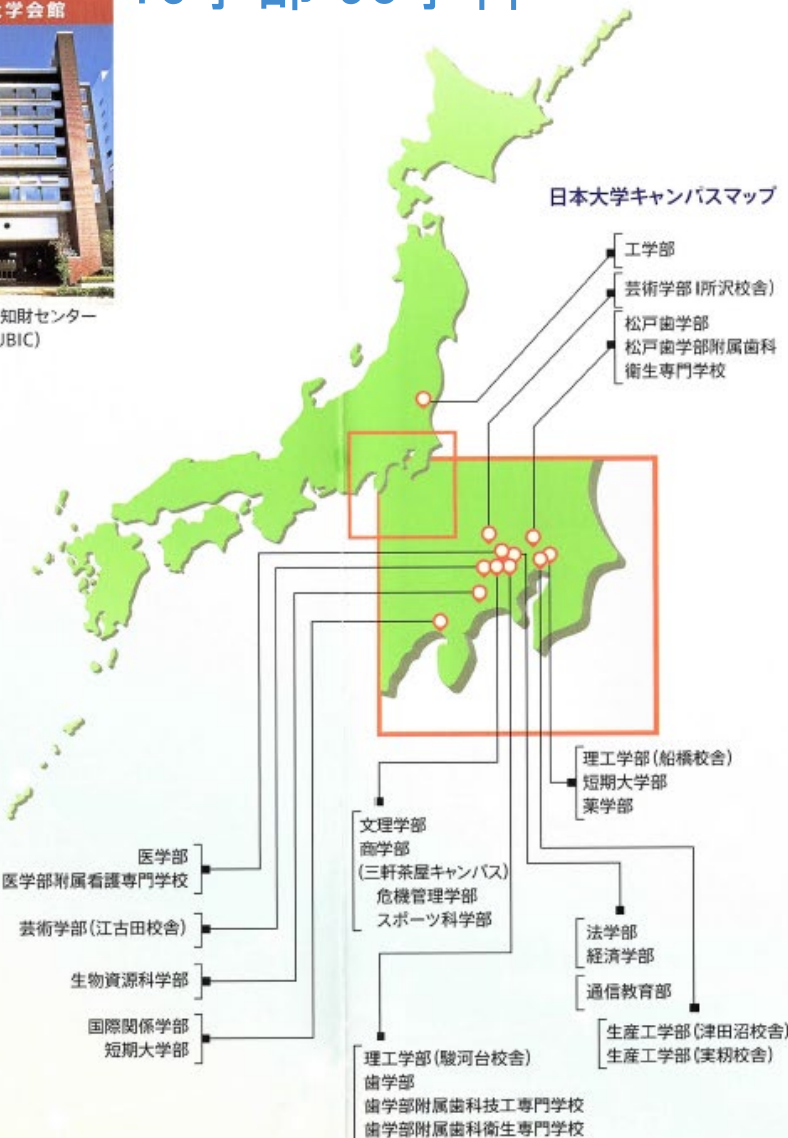 学会館
知財センター
UBIC)
日本大学キャンパスマップ
工学部
芸術学部(所沢校舎)
松戸歯学部
松戸歯学部附属歯科
衛生専門学校
理工学部(船橋校舎)
短期大学部
薬学部
文理学部
商学部
(三軒茶屋キャンパス)
危機管理学部
スポーツ科学部
医学部
医学部附属看護専門学校
芸術学部(江古田校舎)
生物資源科学部
国際関係学部
短期大学部
法学部
経済学部
通信教育部
生産工学部(津田沼校舎)
生産工学部(実籾校舎)
理工学部(駿河台校舎)
歯学部
歯学部附属歯科技工専門学校
歯学部附属歯科衛生専門学校